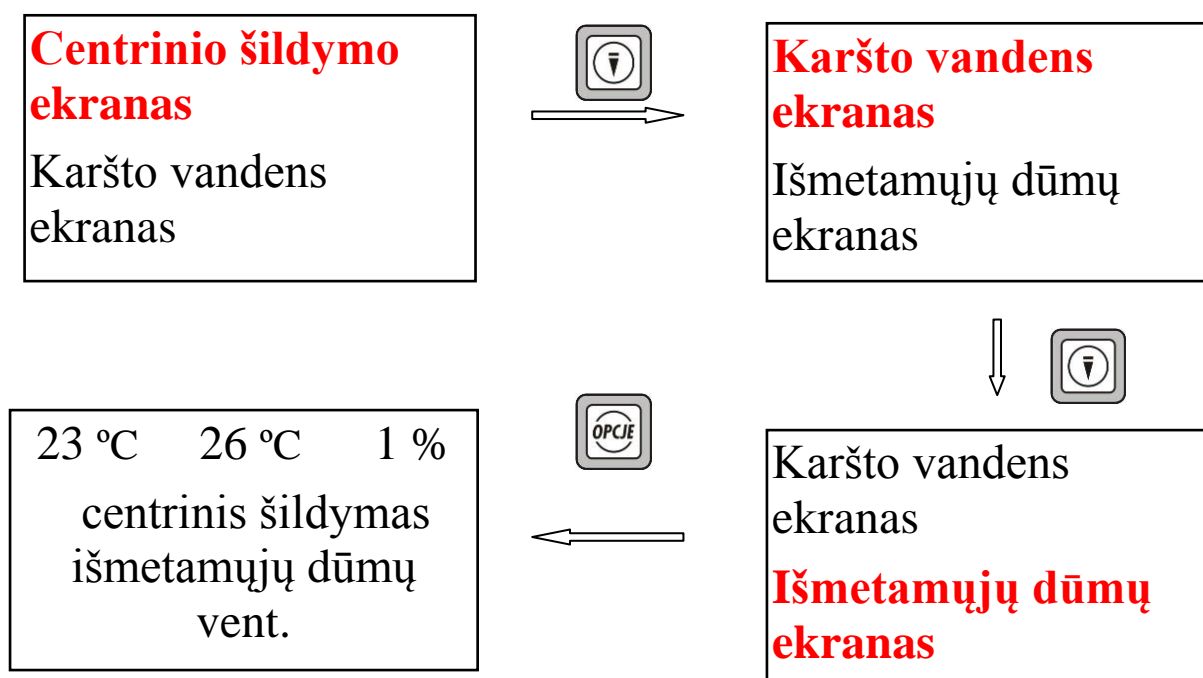 Centrinio šildymo
ekranas
Karšto vandens
ekranas
Karšto vandens
ekranas
Išmetamųjų dūmų
ekranas
Karšto vandens
ekranas
Išmetamųjų dūmų
ekranas
OPCJE
23 ºC 26 ºC 1 %
centrinis šildymas
išmetamųjų dūmų
vent.